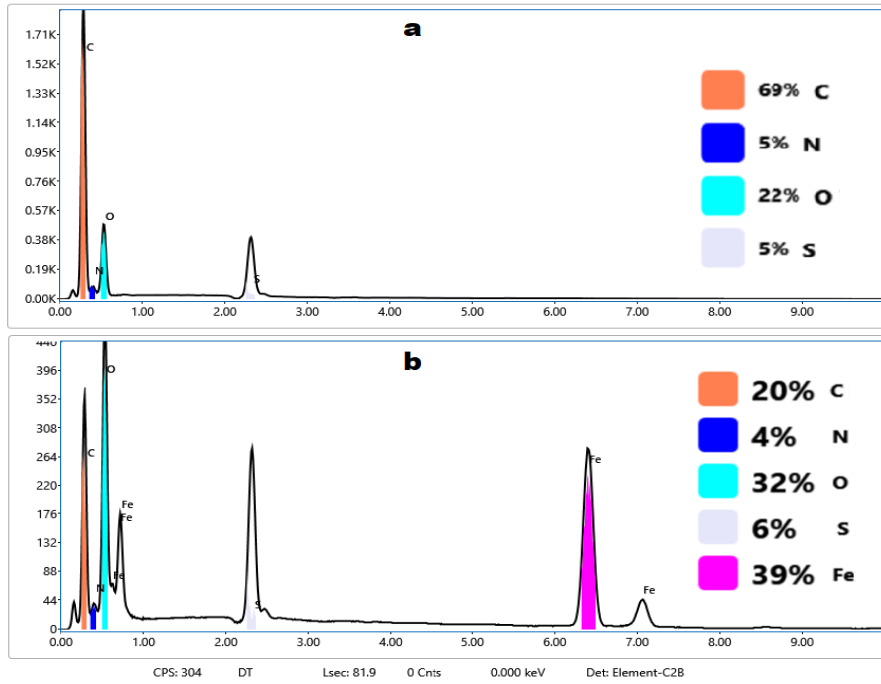 a
1.71K
1.52K
1.33K
1.14K
0.95K
0.76K
0.57K
0.38K
0.19K
0.00K
C
O
N
S
0.00 1.00 2.00 3.00 4.00 5.00 6.00 7.00 8.00 9.00
69% C
5% N
22% O
5% S
b
440
396
352
308
264
220
176
132
88
44
0
O
C
Fe
Fe
Fe
N
S
Fe
Fe
0.00 1.00 2.00 3.00 4.00 5.00 6.00 7.00 8.00 9.00
20% C
4% N
32% O
6% S
39% Fe
CPS: 304 DT Lsec: 81.9 0 Cnts 0.000 keV Det: Element-C2B